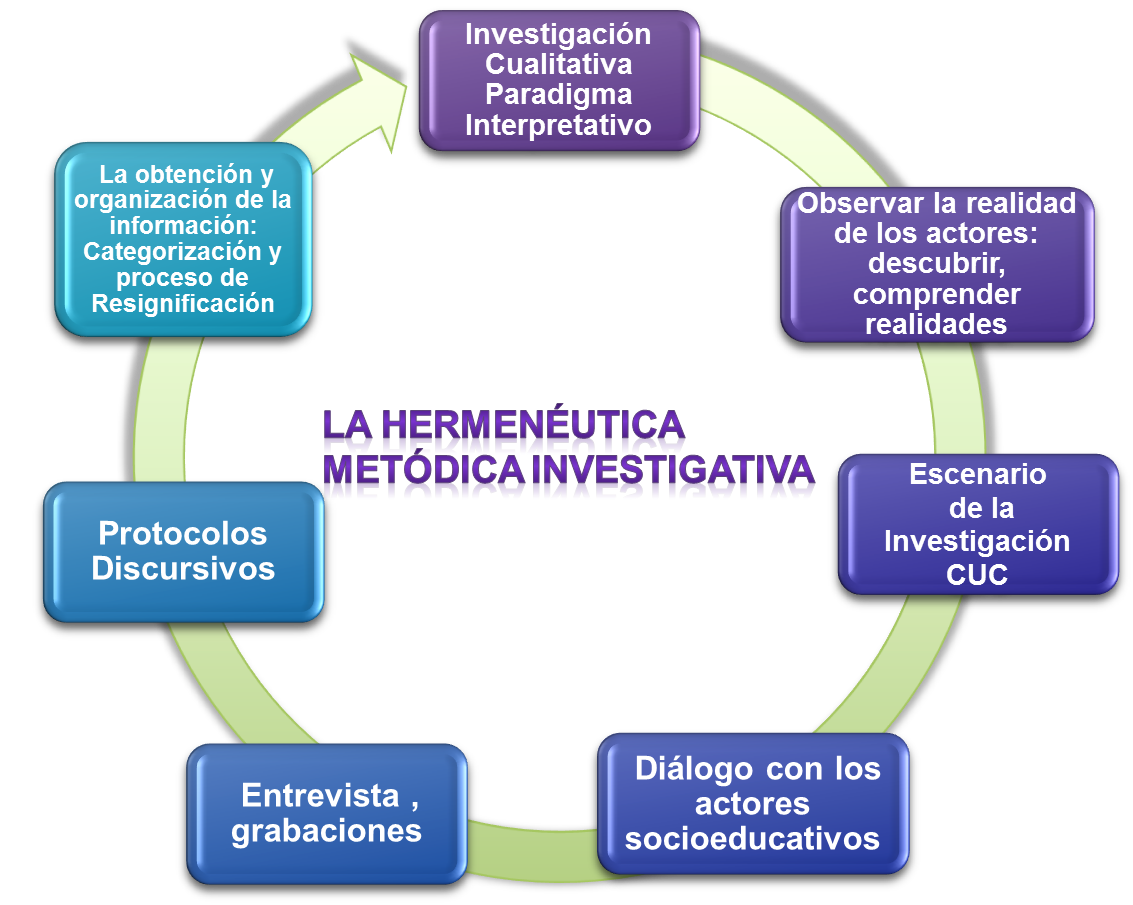 Investigación
Cualitativa
Paradigma
Interpretativo
Observar la realidad
de los actores:
descubrir,
comprender
realidades
Escenario
de la
Investigación
CUC
Diálogo con los
actores
socioeducativos
Entrevista ,
grabaciones
Protocolos
Discursivos
La obtención y
organización de la
información:
Categorización y
proceso de
Resignificación
LA HERMENÉUTICA
METÓDICA INVESTIGATIVA